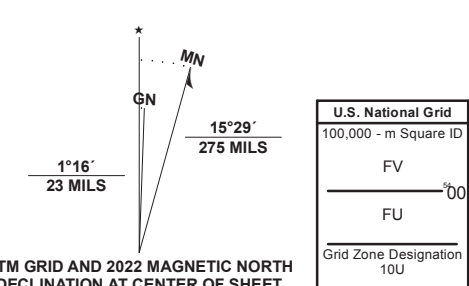 ★
MN
GN
15°29´
275 MILS
1°16´
23 MILS
TM GRID AND 2022 MAGNETIC NORTH
DECLINATION AT CENTER OF SHEET
U.S. National Grid
100,000 - m Square ID
FV
00
FU
Grid Zone Designation
10U